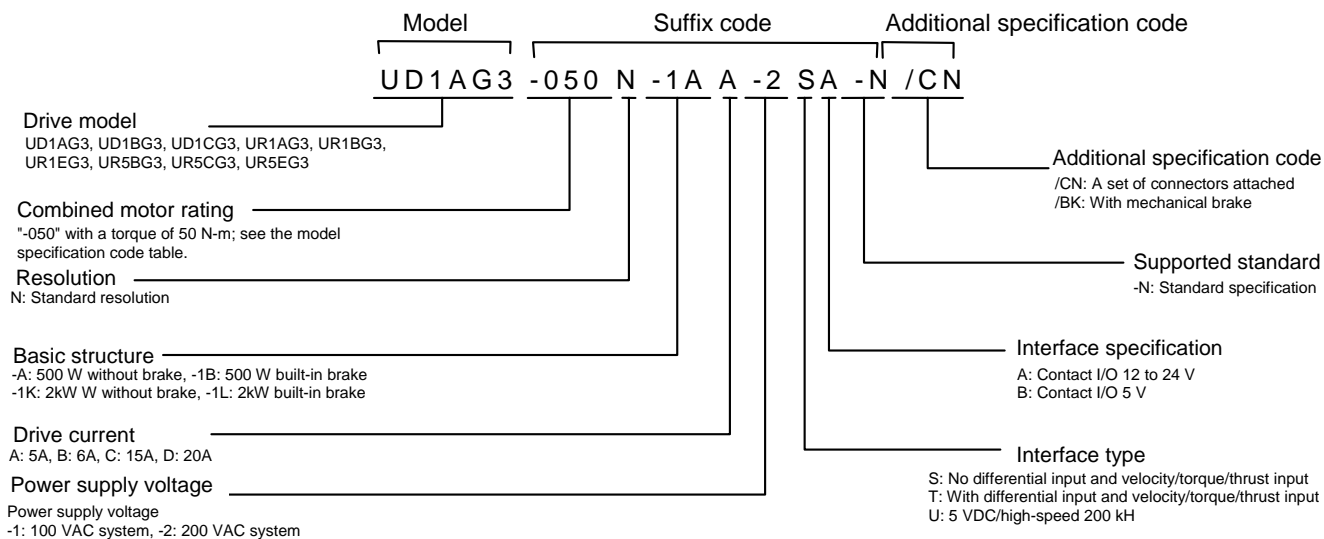 Model Suffix code Additional specification code
UD1AG3 -050 N -1A A -2 S A -N /CN
Drive model
UD1AG3, UD1BG3, UD1CG3, UR1AG3, UR1BG3,
UR1EG3, UR5BG3, UR5CG3, UR5EG3
Combined motor rating
"-050" with a torque of 50 N-m; see the model
specification code table.
Resolution
N: Standard resolution
Basic structure
-A: 500 W without brake, -1B: 500 W built-in brake
-1K: 2kW W without brake, -1L: 2kW built-in brake
Drive current
A: 5A, B: 6A, C: 15A, D: 20A
Power supply voltage
Power supply voltage
-1: 100 VAC system, -2: 200 VAC system
Additional specification code
/CN: A set of connectors attached
/BK: With mechanical brake
Supported standard
-N: Standard specification
Interface specification
A: Contact I/O 12 to 24 V
B: Contact I/O 5 V
Interface type
S: No differential input and velocity/torque/thrust input
T: With differential input and velocity/torque/thrust input
U: 5 VDC/high-speed 200 kH